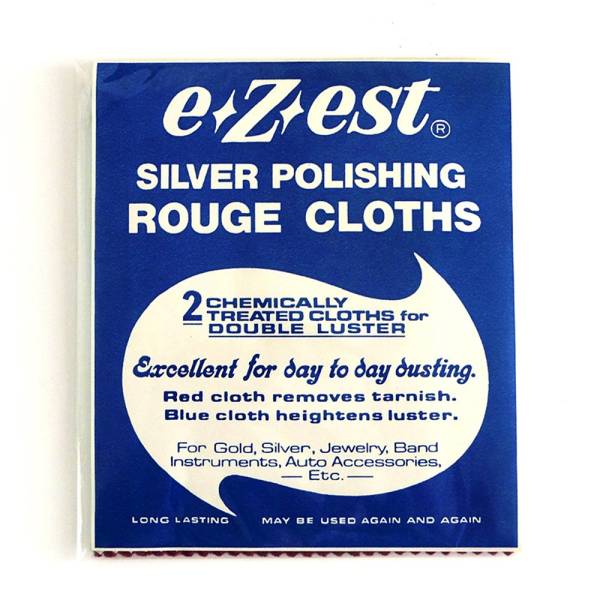 e✦Z✦est®
SILVER POLISHING
ROUGE CLOTHS
2 CHEMICALLY
TREATED CLOTHS for
DOUBLE LUSTER
Excellent for day to day dusting.
Red cloth removes tarnish.
Blue cloth heightens luster.
For Gold, Silver, Jewelry, Band
Instruments, Auto Accessories,
— Etc. —
LONG LASTING MAY BE USED AGAIN AND AGAIN